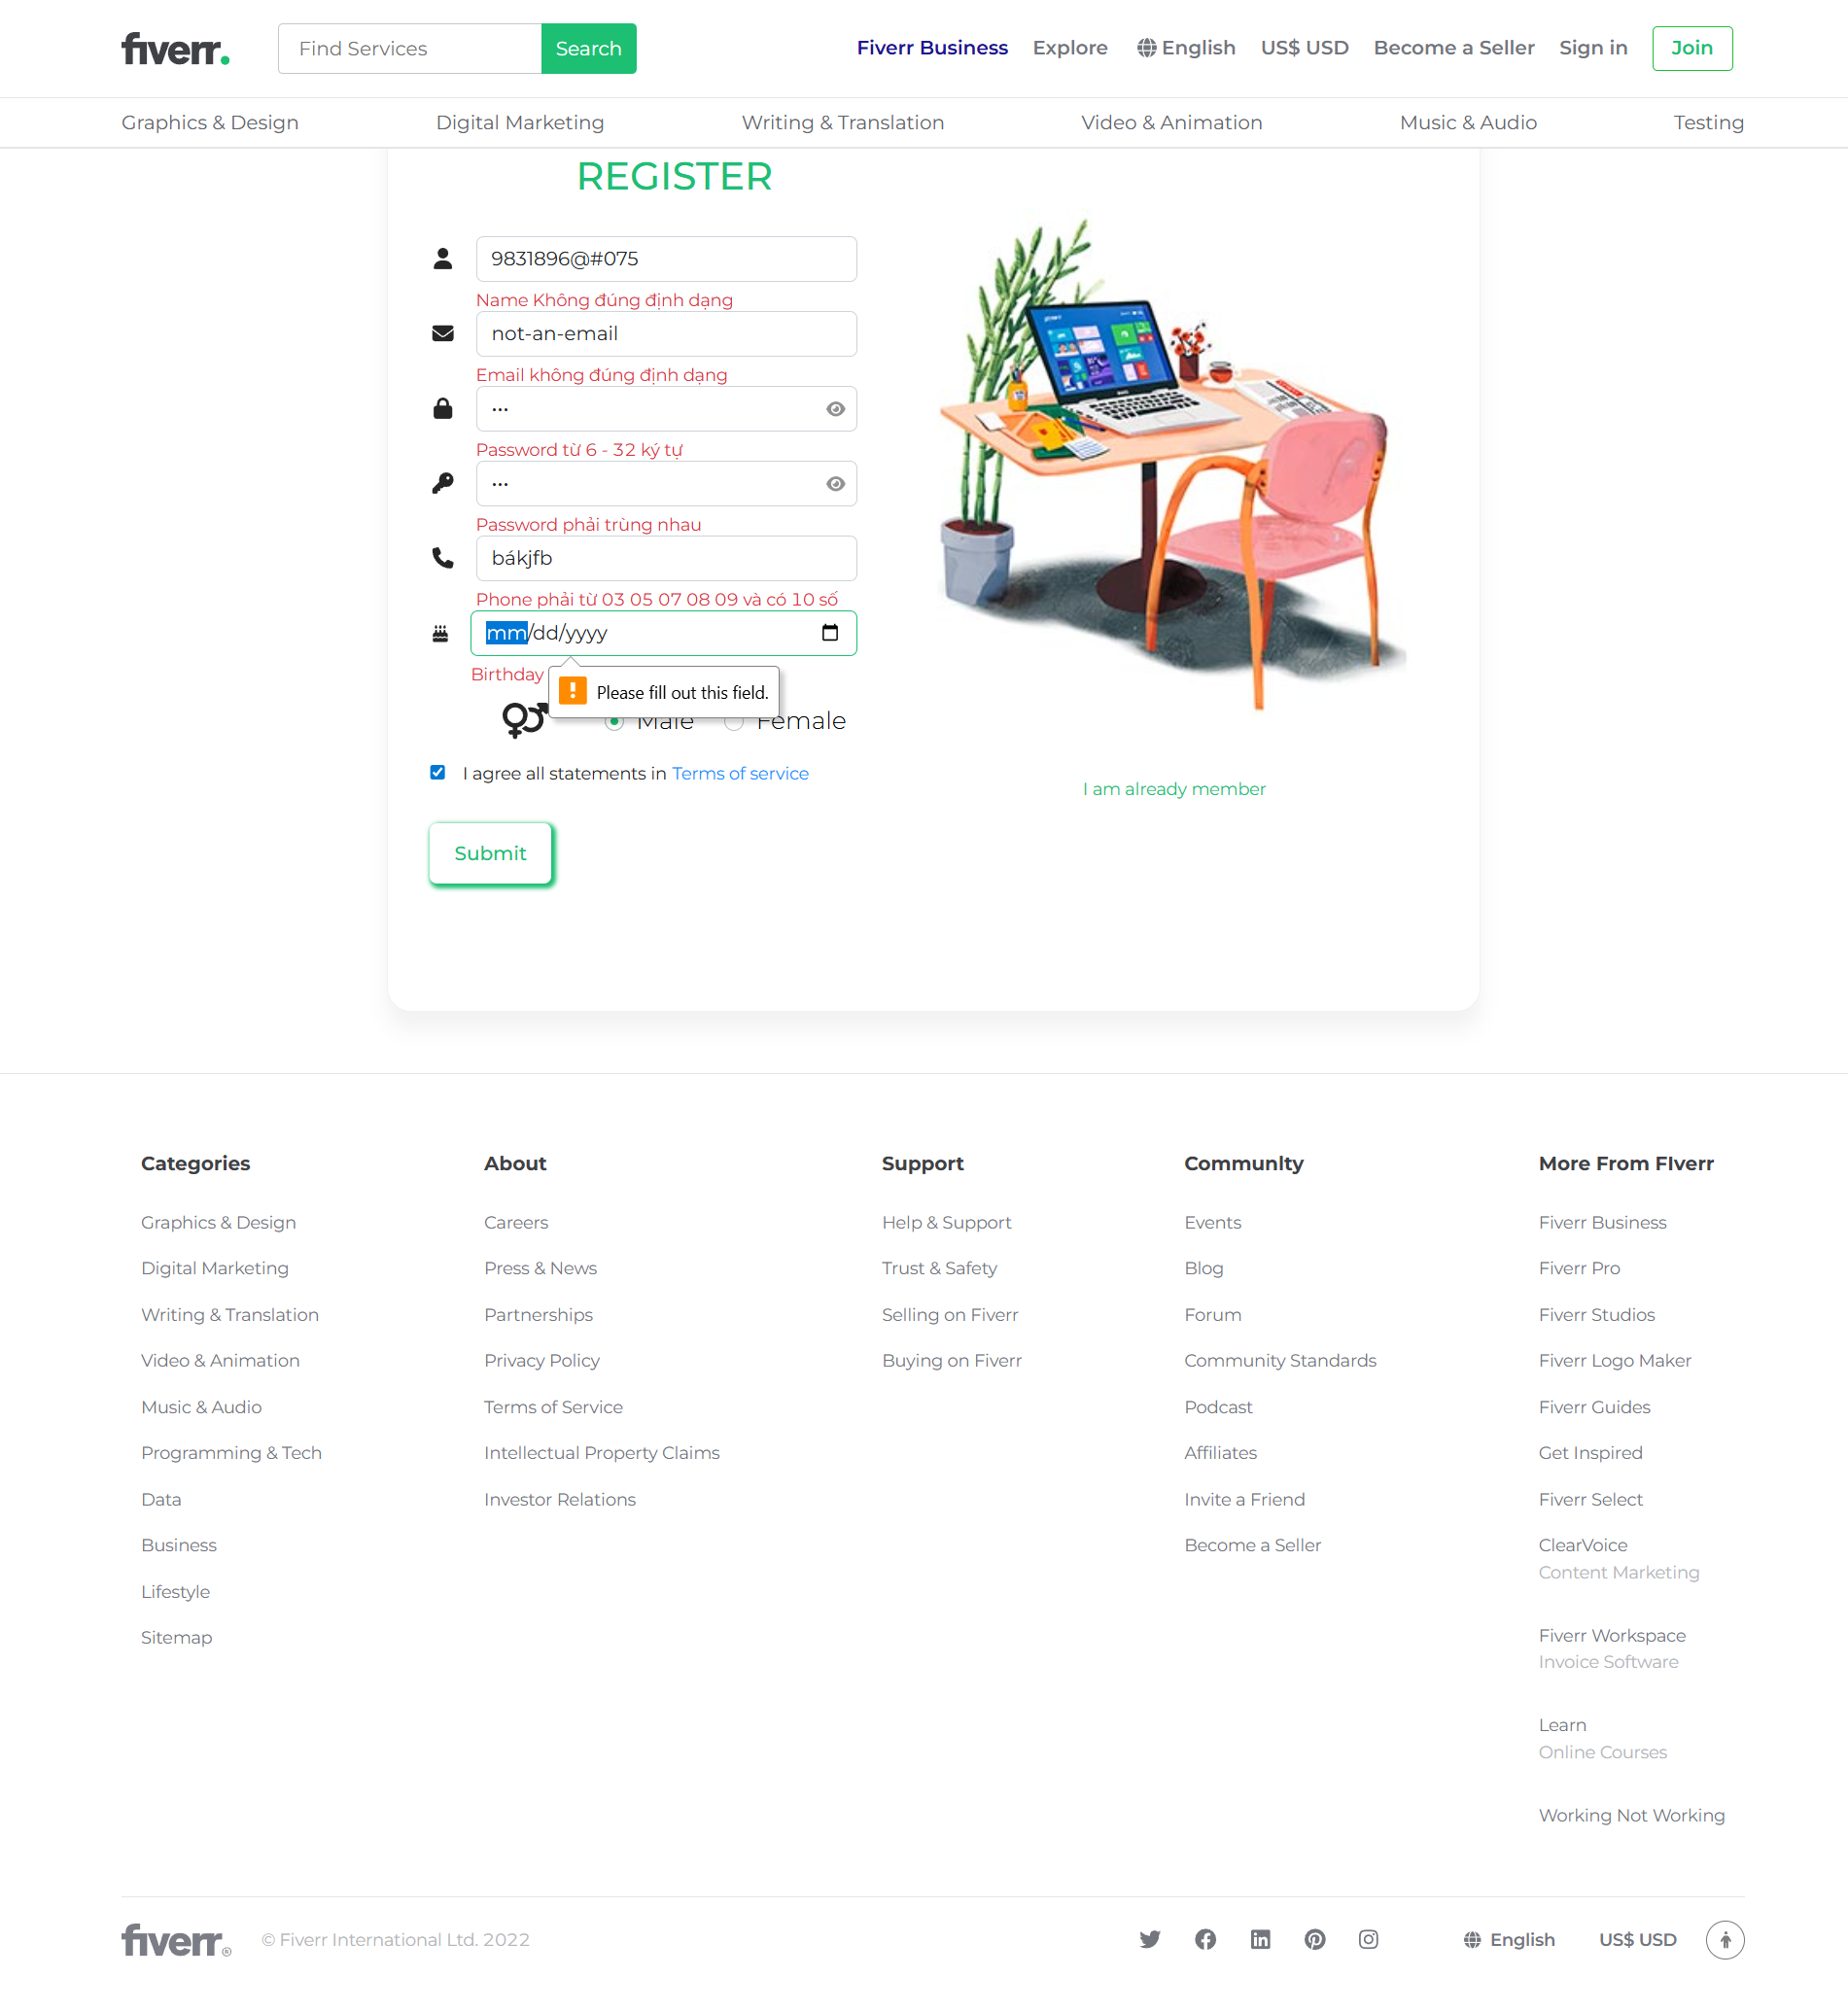 fiverr.
Find Services
Search
Fiverr Business
Explore
English
US$ USD
Become a Seller
Sign in
Join
Graphics & Design
Digital Marketing
Writing & Translation
Video & Animation
Music & Audio
Testing
REGISTER
9831896@#075
Name Không đúng định dạng
not-an-email
Email không đúng định dạng
•••
Password từ 6 - 32 ký tự
•••
Password phải trùng nhau
bákjfb
Phone phải từ 03 05 07 08 09 và có 10 số
mm/dd/yyyy
Birthday
Please fill out this field.
Male
Female
I agree all statements in Terms of service
I am already member
Submit
Categories
Graphics & Design
Digital Marketing
Writing & Translation
Video & Animation
Music & Audio
Programming & Tech
Data
Business
Lifestyle
Sitemap
About
Careers
Press & News
Partnerships
Privacy Policy
Terms of Service
Intellectual Property Claims
Investor Relations
Support
Help & Support
Trust & Safety
Selling on Fiverr
Buying on Fiverr
CommunIty
Events
Blog
Forum
Community Standards
Podcast
Affiliates
Invite a Friend
Become a Seller
More From FIverr
Fiverr Business
Fiverr Pro
Fiverr Studios
Fiverr Logo Maker
Fiverr Guides
Get Inspired
Fiverr Select
ClearVoice
Content Marketing
Fiverr Workspace
Invoice Software
Learn
Online Courses
Working Not Working
fiverr®
© Fiverr International Ltd. 2022
English
US$ USD